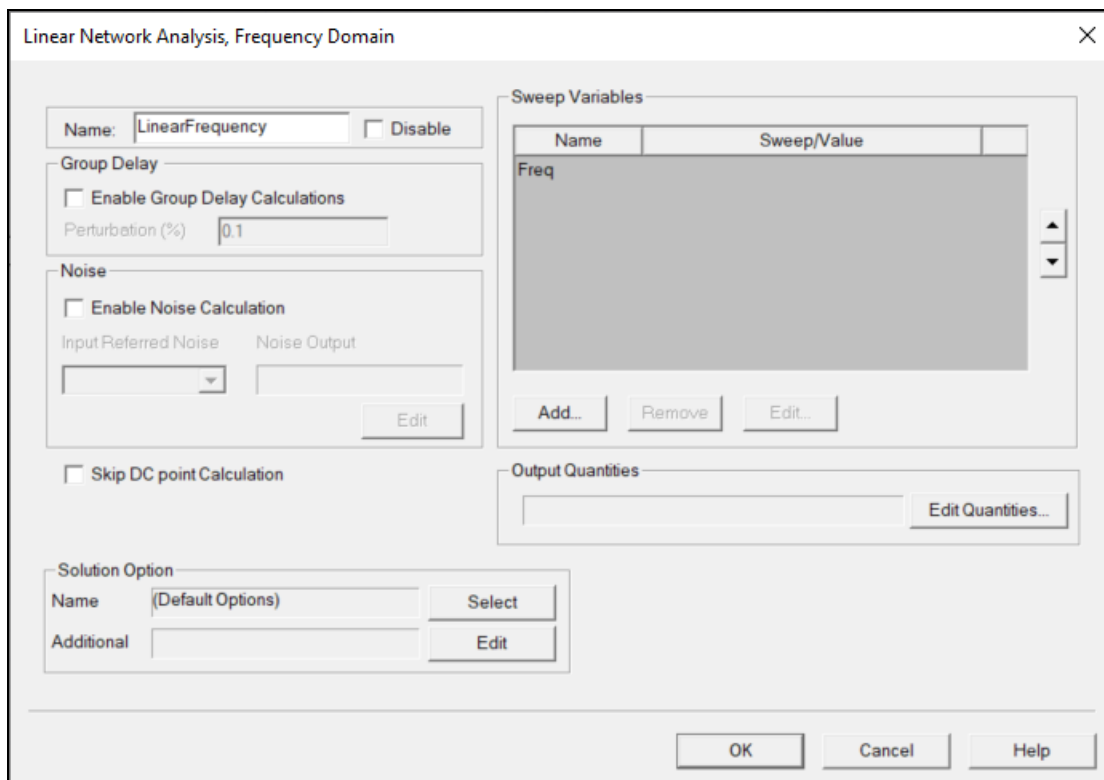 Linear Network Analysis, Frequency Domain
Name: LinearFrequency Disable
Group Delay
Enable Group Delay Calculations
Perturbation (%) 0.1
Noise
Enable Noise Calculation
Input Referred Noise Noise Output
Edit
Skip DC point Calculation
Sweep Variables
Name Sweep/Value
Freq
Add... Remove Edit...
Output Quantities
Edit Quantities...
Solution Option
Name (Default Options) Select
Additional Edit
OK Cancel Help